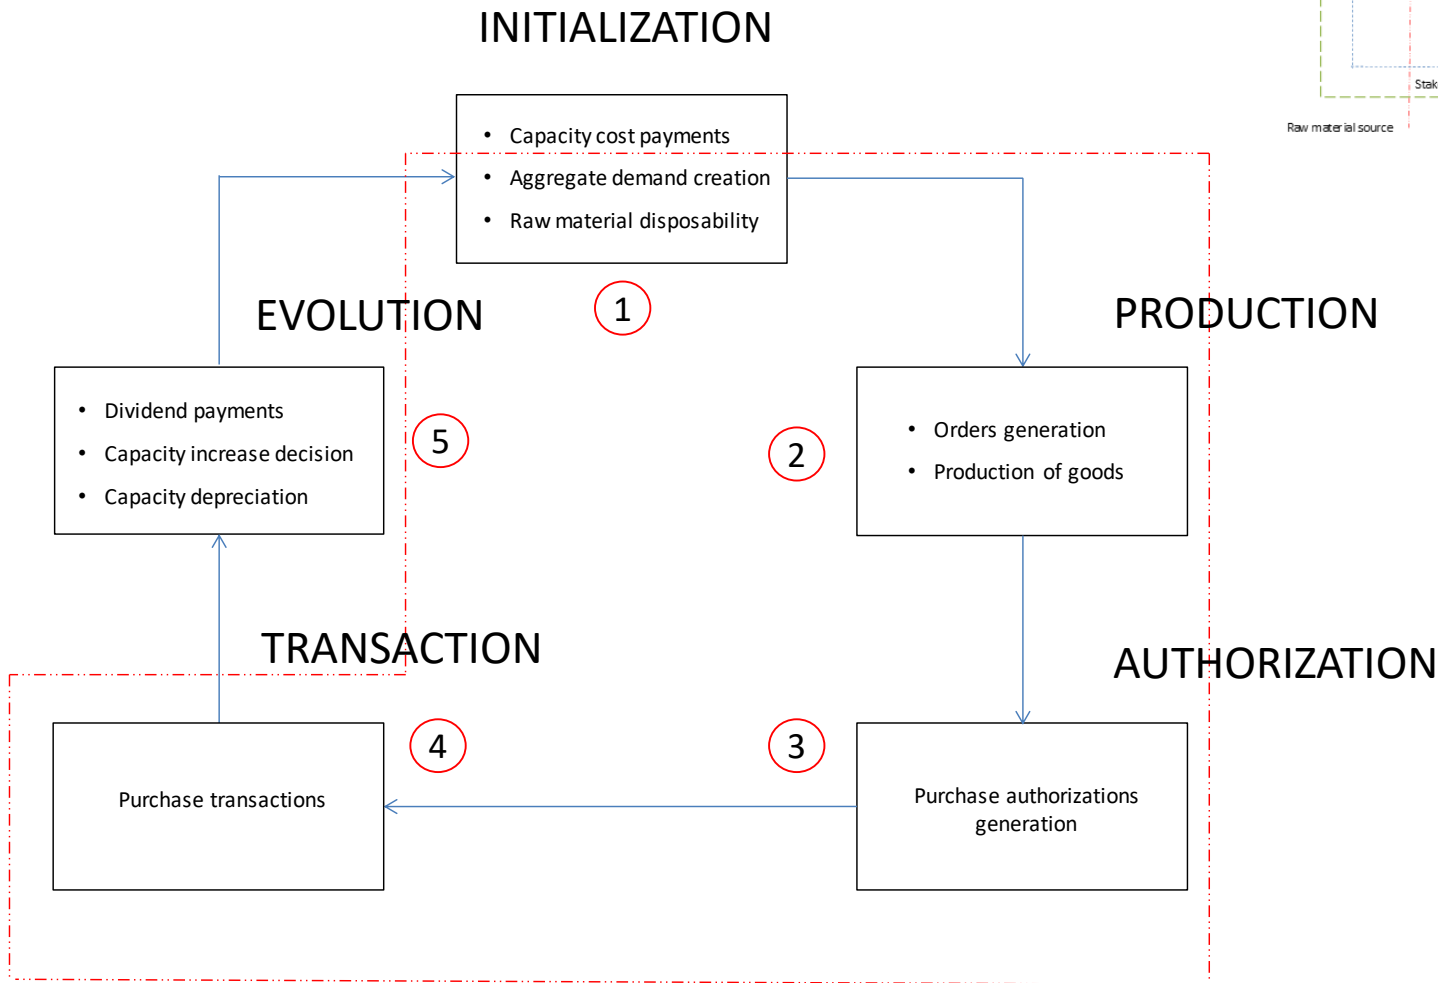 INITIALIZATION
• Capacity cost payments
• Aggregate demand creation
• Raw material disposability
Raw material source
1
EVOLUTION
PRODUCTION
• Dividend payments
• Capacity increase decision
• Capacity depreciation
5
2
• Orders generation
• Production of goods
TRANSACTION
AUTHORIZATION
Purchase transactions
4
3
Purchase authorizations
generation